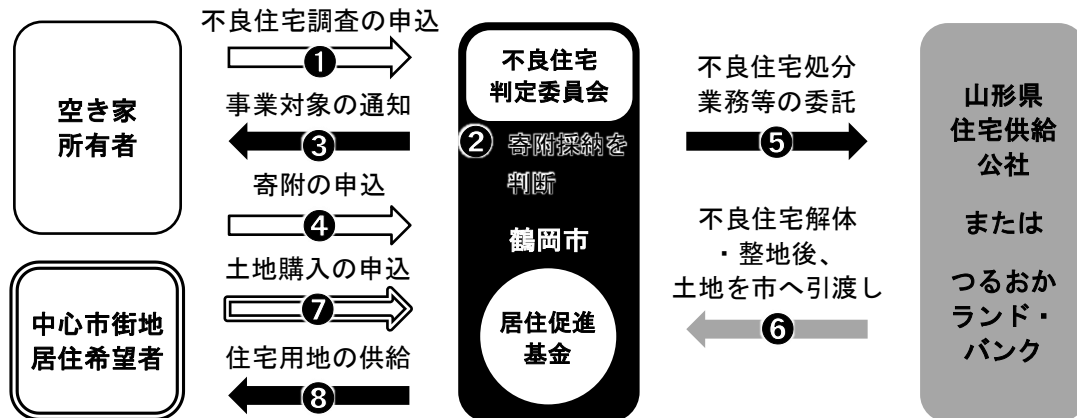 空き家
所有者
中心市街地
居住希望者
不良住宅調査の申込
❶
事業対象の通知
❸
寄附の申込
❹
土地購入の申込
❼
住宅用地の供給
❽
不良住宅
判定委員会
❷ 寄附採納を
判断
鶴岡市
居住促進
基金
不良住宅処分
業務等の委託
❺
不良住宅解体
・整地後、
土地を市へ引渡し
❻
山形県
住宅供給
公社
または
つるおか
ランド・
バンク